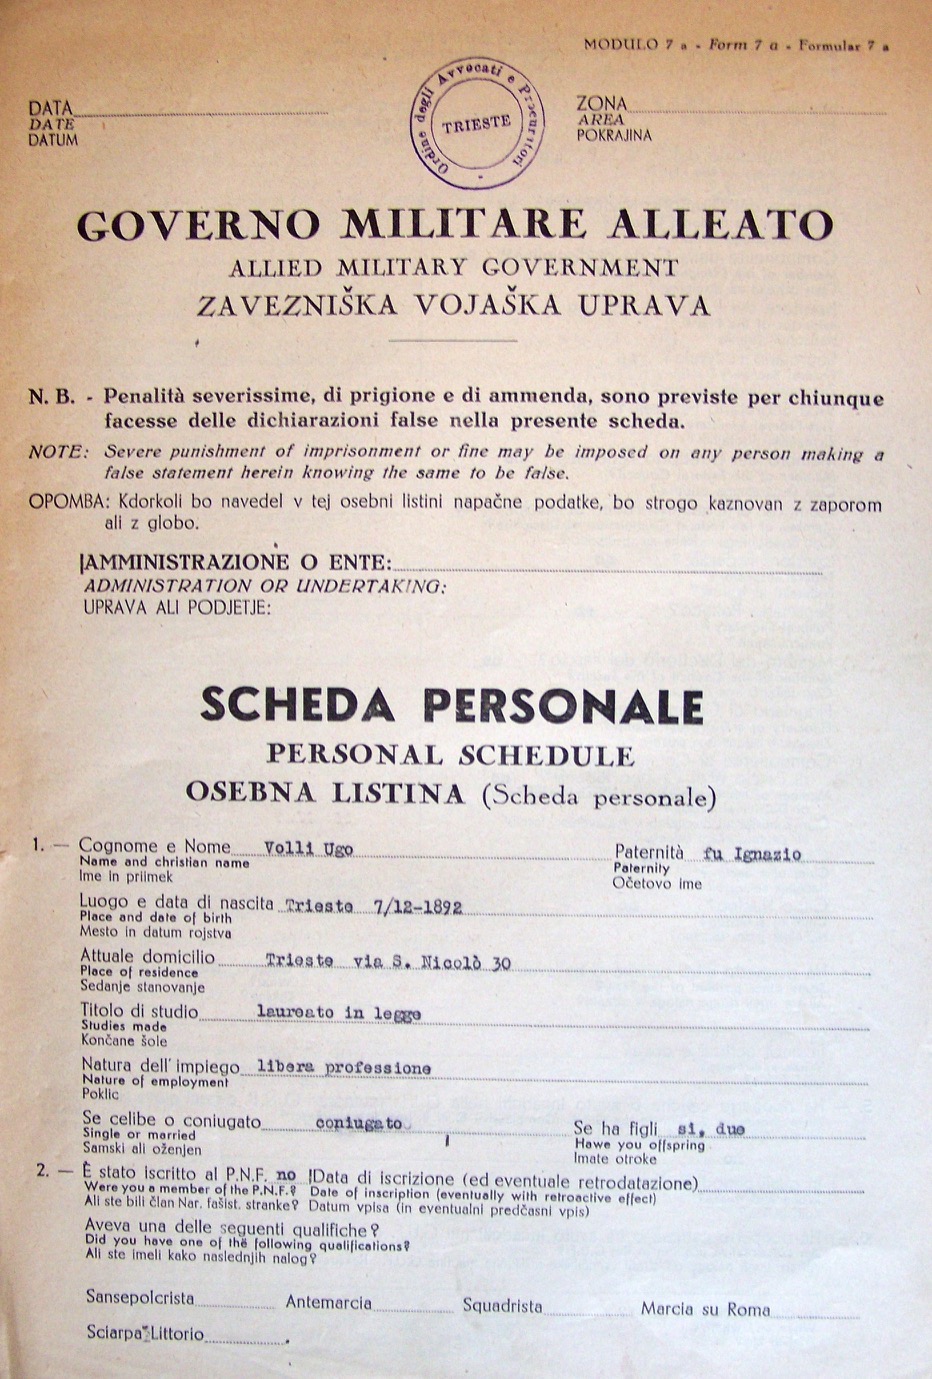 MODULO 7 a - Form 7 a - Formular 7 a
Ordine degli Avvocati e Procuratori
TRIESTE
DATA
DATE
DATUM
ZONA
AREA
POKRAJINA
GOVERNO MILITARE ALLEATO
ALLIED MILITARY GOVERNMENT
ZAVEZNIŠKA VOJAŠKA UPRAVA
N. B. - Penalità severissime, di prigione e di ammenda, sono previste per chiunque
facesse delle dichiarazioni false nella presente scheda.
NOTE: Severe punishment of imprisonment or fine may be imposed on any person making a
false statement herein knowing the same to be false.
OPOMBA: Kdorkoli bo navedel v tej osebni listini napačne podatke, bo strogo kaznovan z zaporom
ali z globo.
AMMINISTRAZIONE O ENTE:
ADMINISTRATION OR UNDERTAKING:
UPRAVA ALI PODJETJE:
SCHEDA PERSONALE
PERSONAL SCHEDULE
OSEBNA LISTINA (Scheda personale)
1. — Cognome e Nome Volli Ugo Paternità fu Ignazio
Name and christian name Paternity
Ime in priimek Očetovo ime
Luogo e data di nascita Trieste 7/12-1892
Place and date of birth
Mesto in datum rojstva
Attuale domicilio Trieste via S. Nicolò 30
Place of residence
Sedanje stanovanje
Titolo di studio laureato in legge
Studies made
Končane šole
Natura dell' impiego libera professione
Nature of employment
Poklic
Se celibe o coniugato coniugato Se ha figli si, due
Single or married Hawe you offspring
Samski ali oženjen Imate otroke
2. — È stato iscritto al P.N.F. no Data di iscrizione (ed eventuale retrodatazione)
Were you a member of the P.N.F.? Date of inscription (eventually with retroactive effect)
Ali ste bili član Nar. fašist. stranke? Datum vpisa (in eventualni predčasni vpis)
Aveva una delle seguenti qualifiche?
Did you have one of the following qualifications?
Ali ste imeli kako naslednjih nalog?
Sansepolcrista Antemarcia Squadrista Marcia su Roma
Sciarpa Littorio